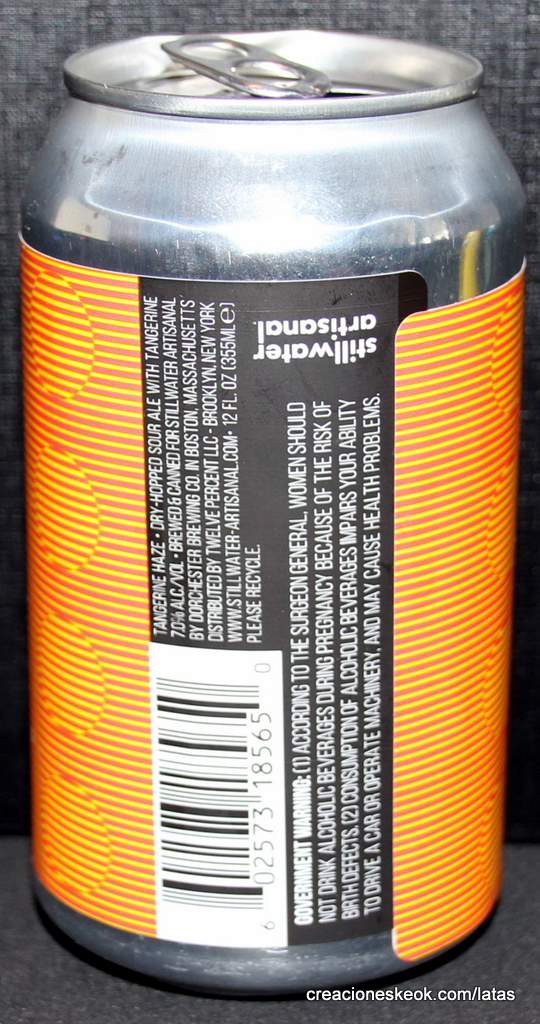 TANGERINE HAZE • DRY-HOPPED SOUR ALE WITH TANGERINE
7.0% ALC/VOL • BREWED & CANNED FOR STILLWATER ARTISANAL
BY DORCHESTER BREWING CO. IN BOSTON, MASSACHUSETTS
DISTRIBUTED BY TWELVE PERCENT LLC • BROOKLYN, NEW YORK
WWW.STILLWATER-ARTISANAL.COM • 12 FL. OZ (355ML℮)
PLEASE RECYCLE.
stillwater
artisanal
6 02573 18565 0
GOVERNMENT WARNING: (1) ACCORDING TO THE SURGEON GENERAL, WOMEN SHOULD
NOT DRINK ALCOHOLIC BEVERAGES DURING PREGNANCY BECAUSE OF THE RISK OF
BIRTH DEFECTS. (2) CONSUMPTION OF ALCOHOLIC BEVERAGES IMPAIRS YOUR ABILITY
TO DRIVE A CAR OR OPERATE MACHINERY, AND MAY CAUSE HEALTH PROBLEMS.
creacioneskeok.com/latas